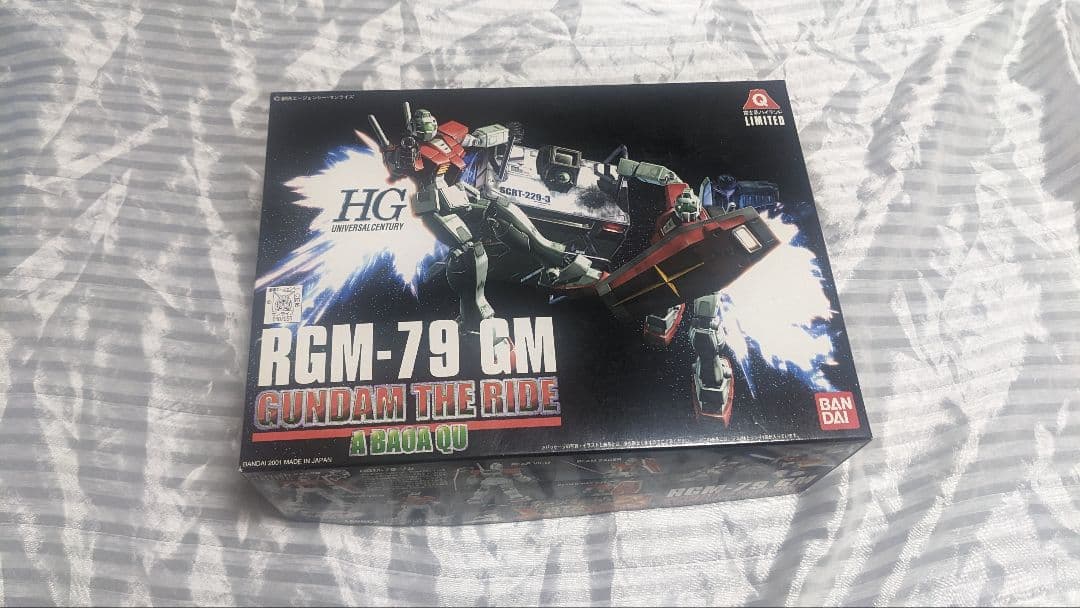 ©創通エージェンシー・サンライズ
Q
富士急ハイランド
LIMITED
HG
UNIVERSAL CENTURY
SCRT-220-3
RGM-79 GM
GUNDAM THE RIDE
A BAOA QU
BAN
DAI
BANDAI 2001 MADE IN JAPAN
RGM-79 GM